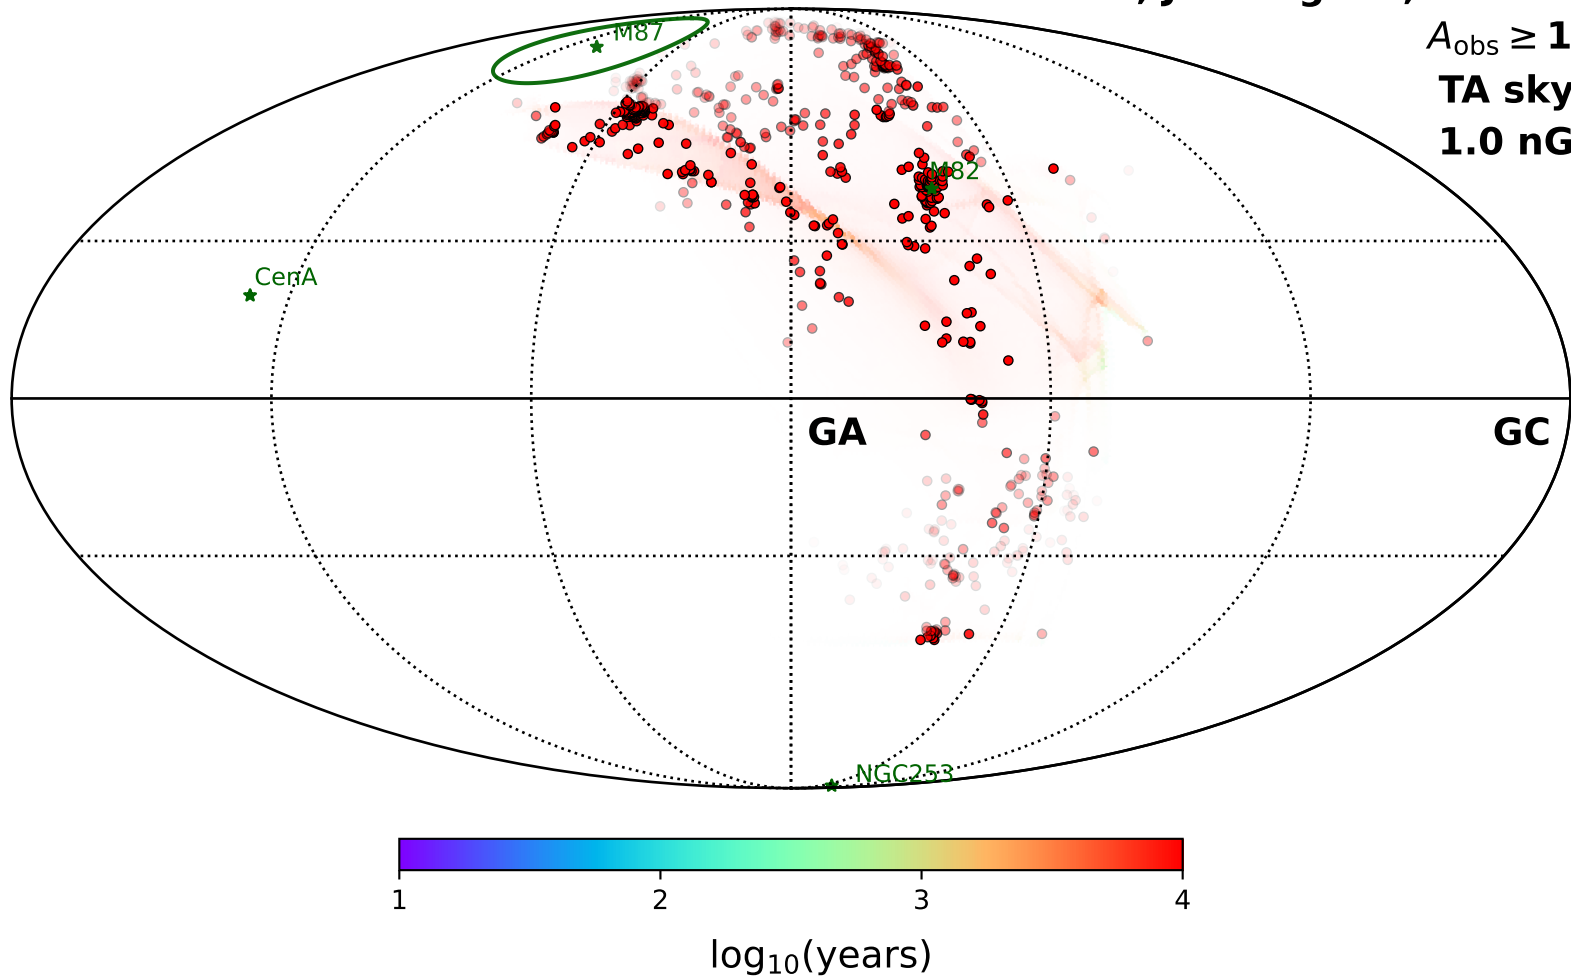 A_obs ≥ 1
M87
TA sky
1.0 nG
M82
CenA
GA
GC
NGC253
1
2
3
4
log₁₀(years)